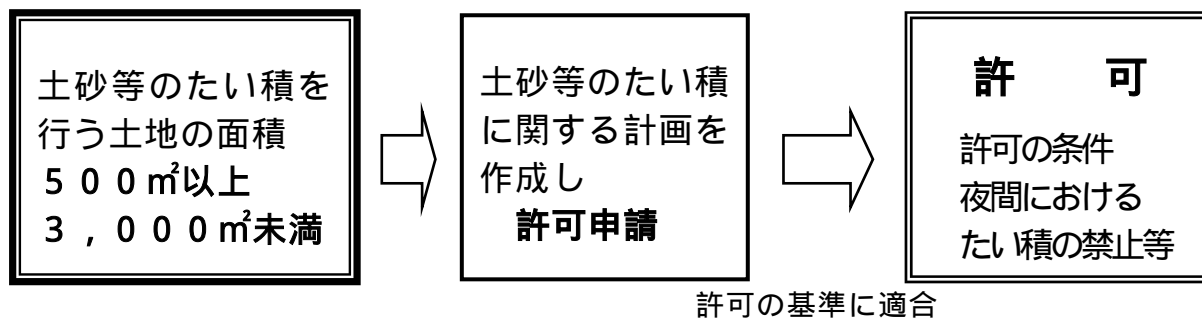 土砂等のたい積を
行う土地の面積
５００㎡以上
３，０００㎡未満
土砂等のたい積
に関する計画を
作成し
許可申請
許　　可
許可の条件
夜間における
たい積の禁止等
許可の基準に適合